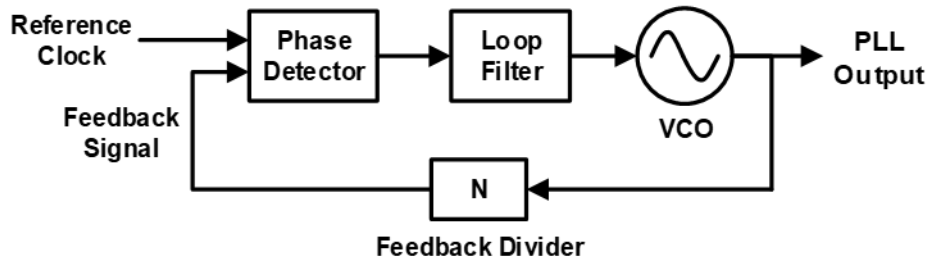 Reference
Clock
Phase
Detector
Loop
Filter
VCO
PLL
Output
Feedback
Signal
N
Feedback Divider